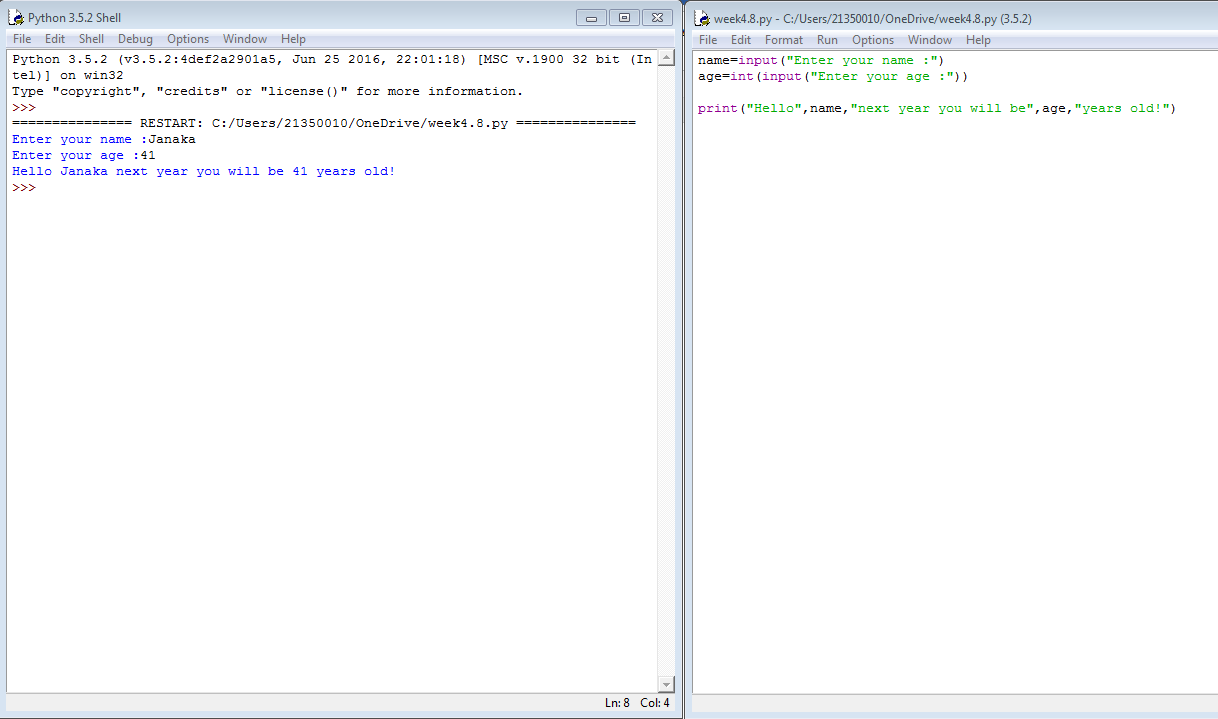 Python 3.5.2 Shell
File Edit Shell Debug Options Window Help
Python 3.5.2 (v3.5.2:4def2a2901a5, Jun 25 2016, 22:01:18) [MSC v.1900 32 bit (In
tel)] on win32
Type "copyright", "credits" or "license()" for more information.
>>>
=============== RESTART: C:/Users/21350010/OneDrive/week4.8.py ===============
Enter your name :Janaka
Enter your age :41
Hello Janaka next year you will be 41 years old!
>>>
Ln: 8 Col: 4
week4.8.py - C:/Users/21350010/OneDrive/week4.8.py (3.5.2)
File Edit Format Run Options Window Help
name=input("Enter your name :")
age=int(input("Enter your age :"))
print("Hello",name,"next year you will be",age,"years old!")